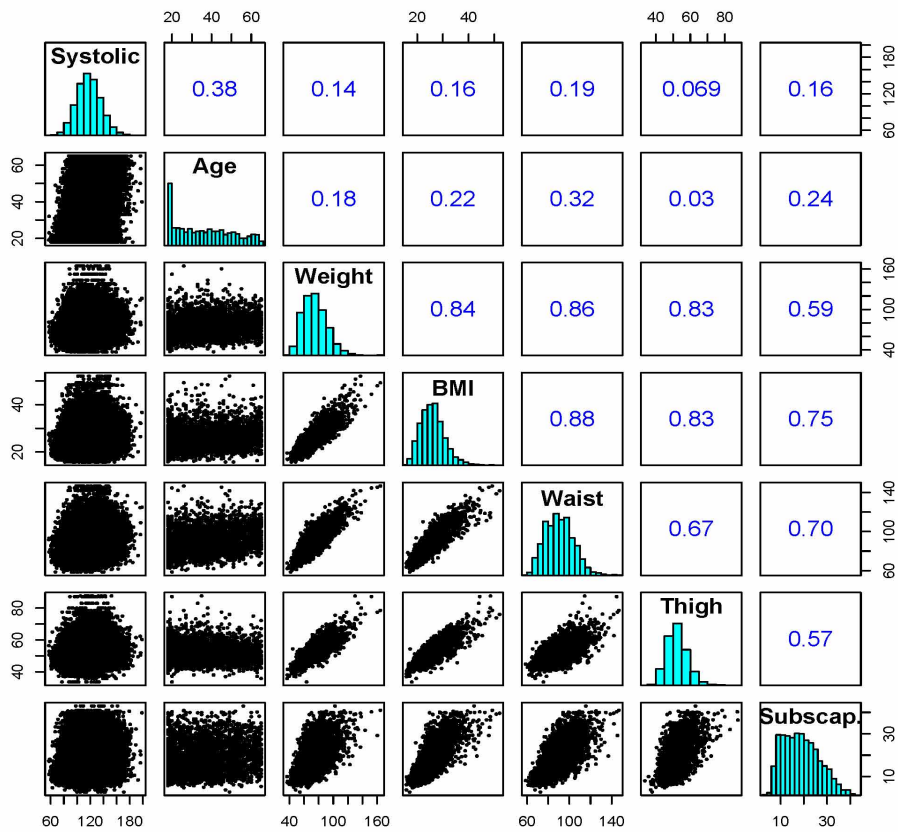 20 40 60 20 40 40 60 80
Systolic
0.38 0.14 0.16 0.19 0.069 0.16
60 120 180
Age
0.18 0.22 0.32 0.03 0.24
20 40 60
Weight
0.84 0.86 0.83 0.59
40 100 160
BMI
0.88 0.83 0.75
20 40
Waist
0.67 0.70
60 100 140
Thigh
0.57
40 60 80
Subscap.
10 30
60 120 180 40 100 160 60 100 140 10 30